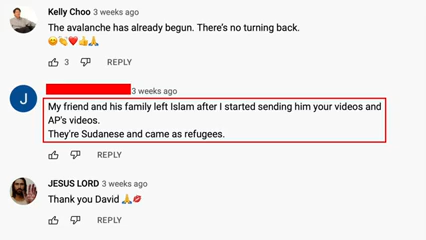 Kelly Choo 3 weeks ago
The avalanche has already begun. There's no turning back.
😊👏❤️👍🙏
3 REPLY
J
3 weeks ago
My friend and his family left Islam after I started sending him your videos and
AP's videos.
They're Sudanese and came as refugees.
REPLY
JESUS LORD 3 weeks ago
Thank you David 🙏💋
REPLY